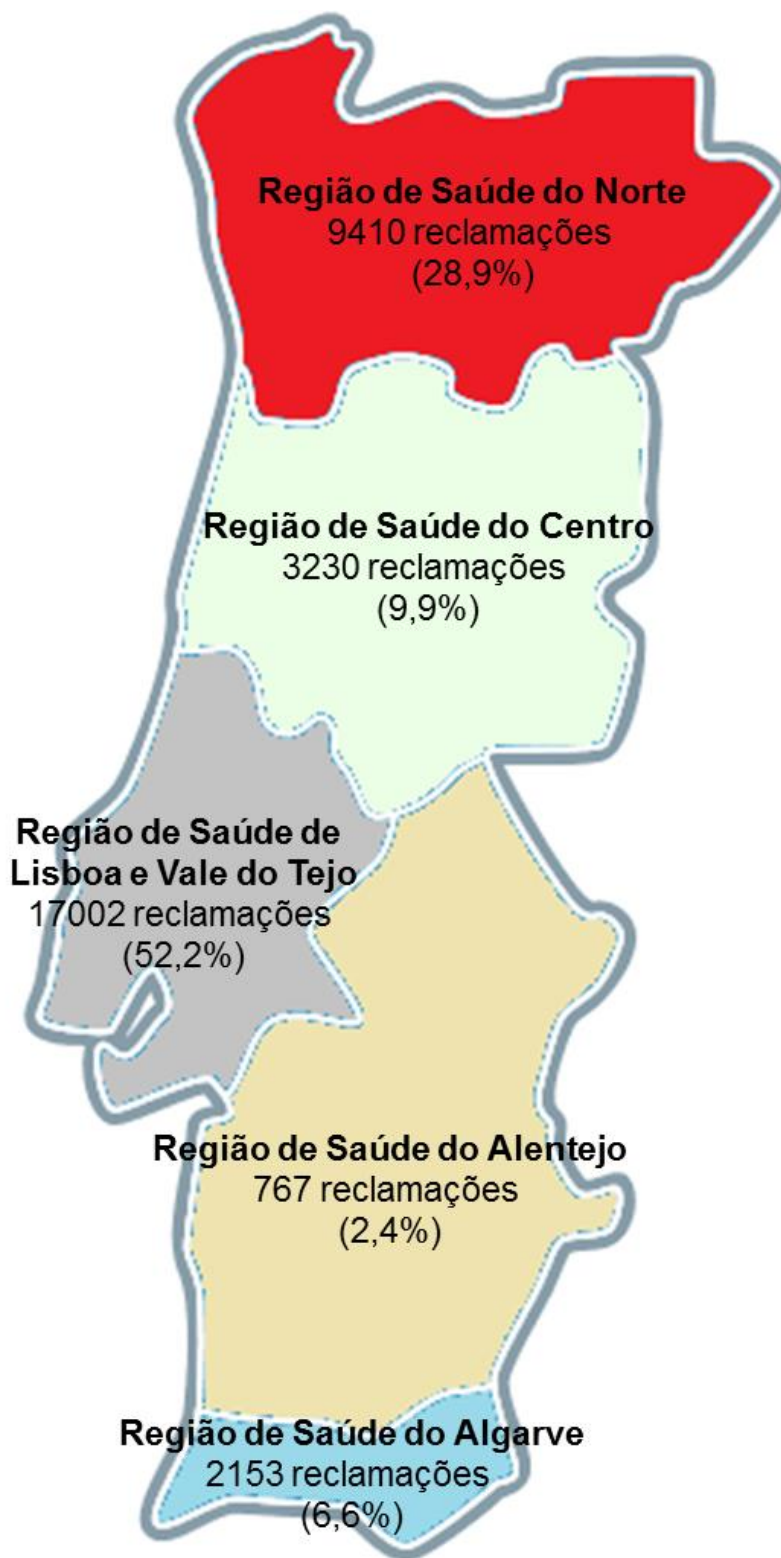 Região de Saúde do Norte
9410 reclamações
(28,9%)
Região de Saúde do Centro
3230 reclamações
(9,9%)
Região de Saúde de
Lisboa e Vale do Tejo
17002 reclamações
(52,2%)
Região de Saúde do Alentejo
767 reclamações
(2,4%)
Região de Saúde do Algarve
2153 reclamações
(6,6%)